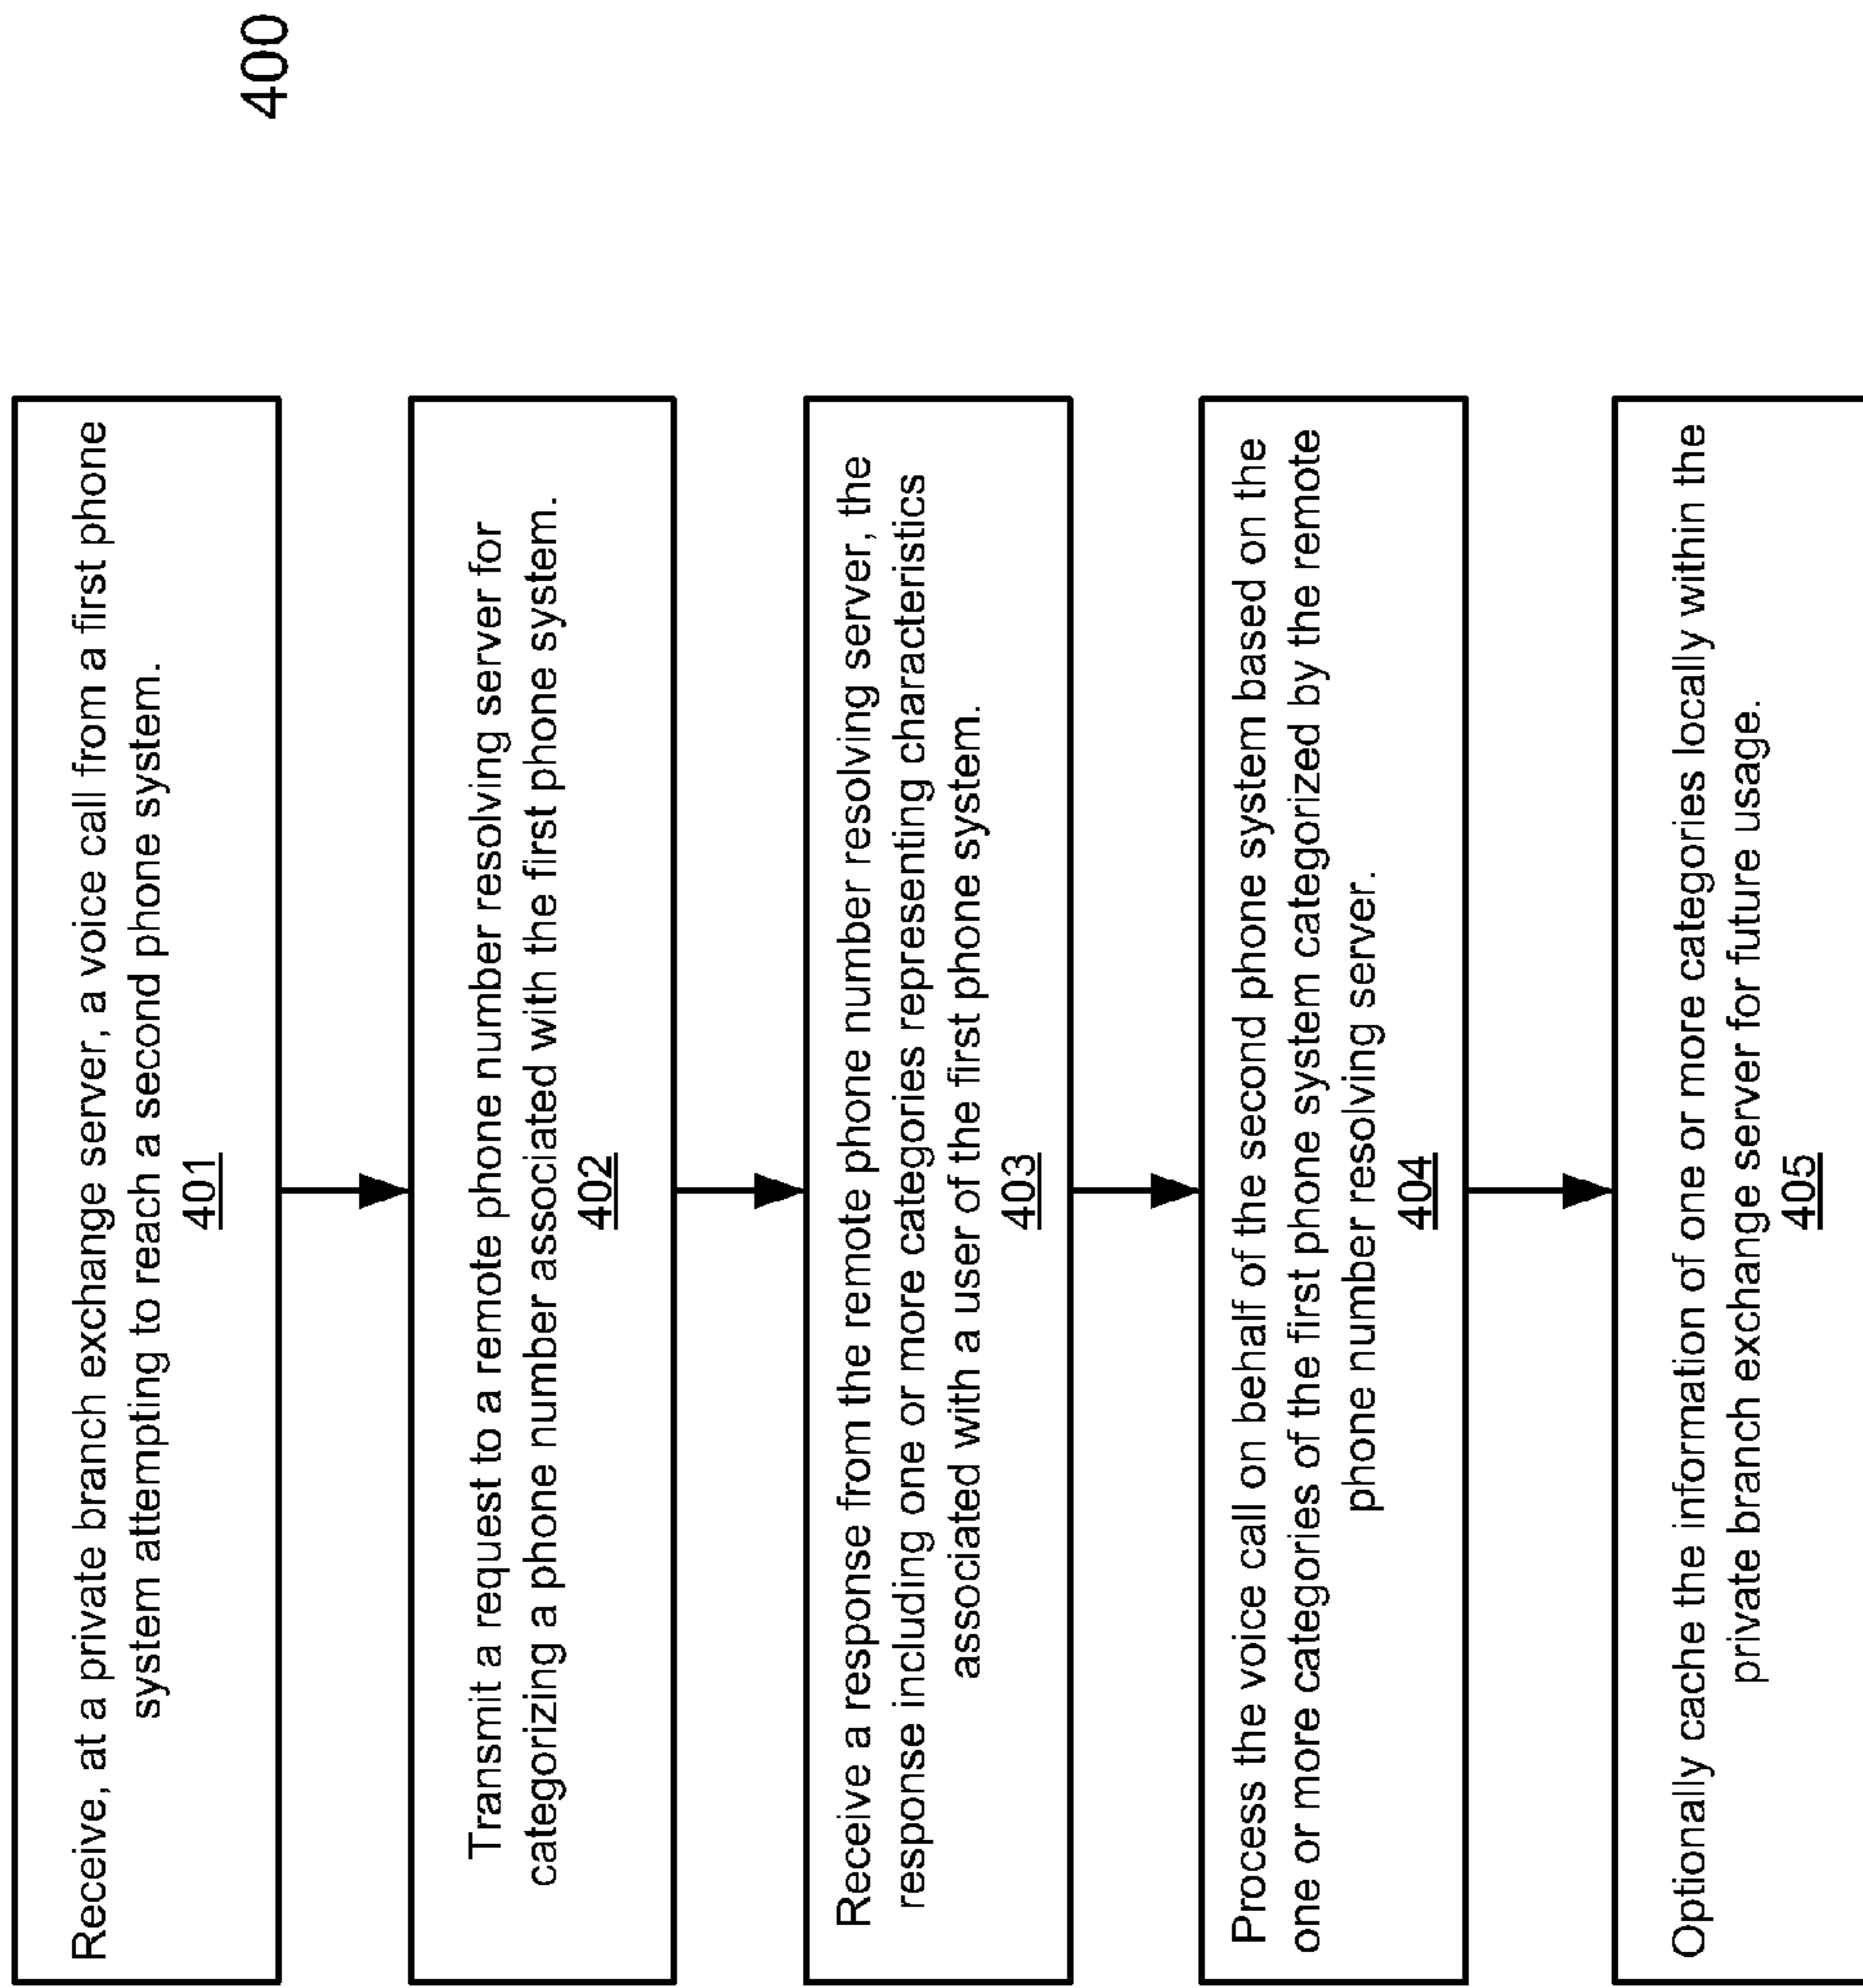 400
Receive, at a private branch exchange server, a voice call from a first phone
system attempting to reach a second phone system.
401
Transmit a request to a remote phone number resolving server for
categorizing a phone number associated with the first phone system.
402
Receive a response from the remote phone number resolving server, the
response including one or more categories representing characteristics
associated with a user of the first phone system.
403
Process the voice call on behalf of the second phone system based on the
one or more categories of the first phone system categorized by the remote
phone number resolving server.
404
Optionally cache the information of one or more categories locally within the
private branch exchange server for future usage.
405